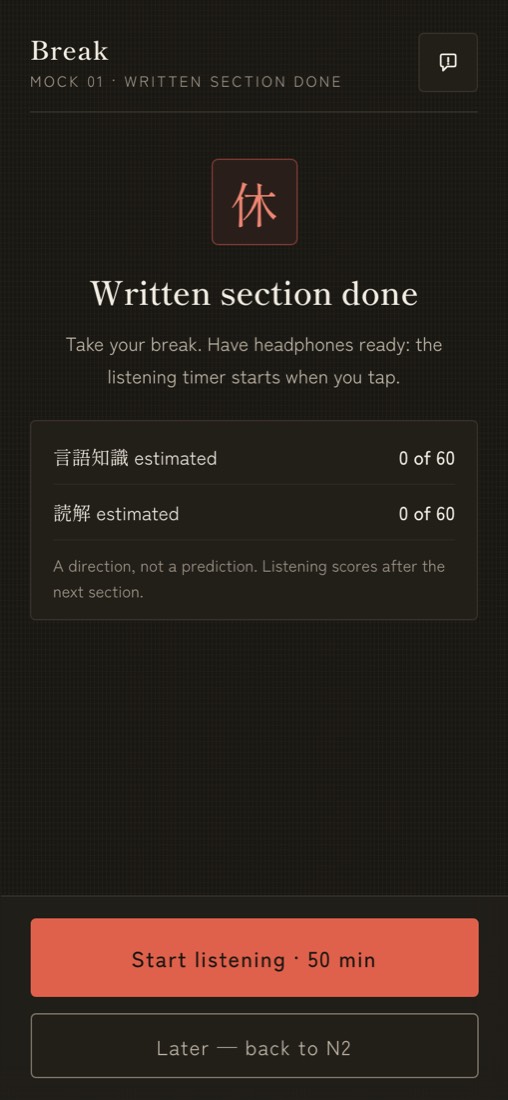 Break
MOCK 01 · WRITTEN SECTION DONE
休
Written section done
Take your break. Have headphones ready: the
listening timer starts when you tap.
言語知識 estimated 0 of 60
読解 estimated 0 of 60
A direction, not a prediction. Listening scores after the
next section.
Start listening · 50 min
Later — back to N2